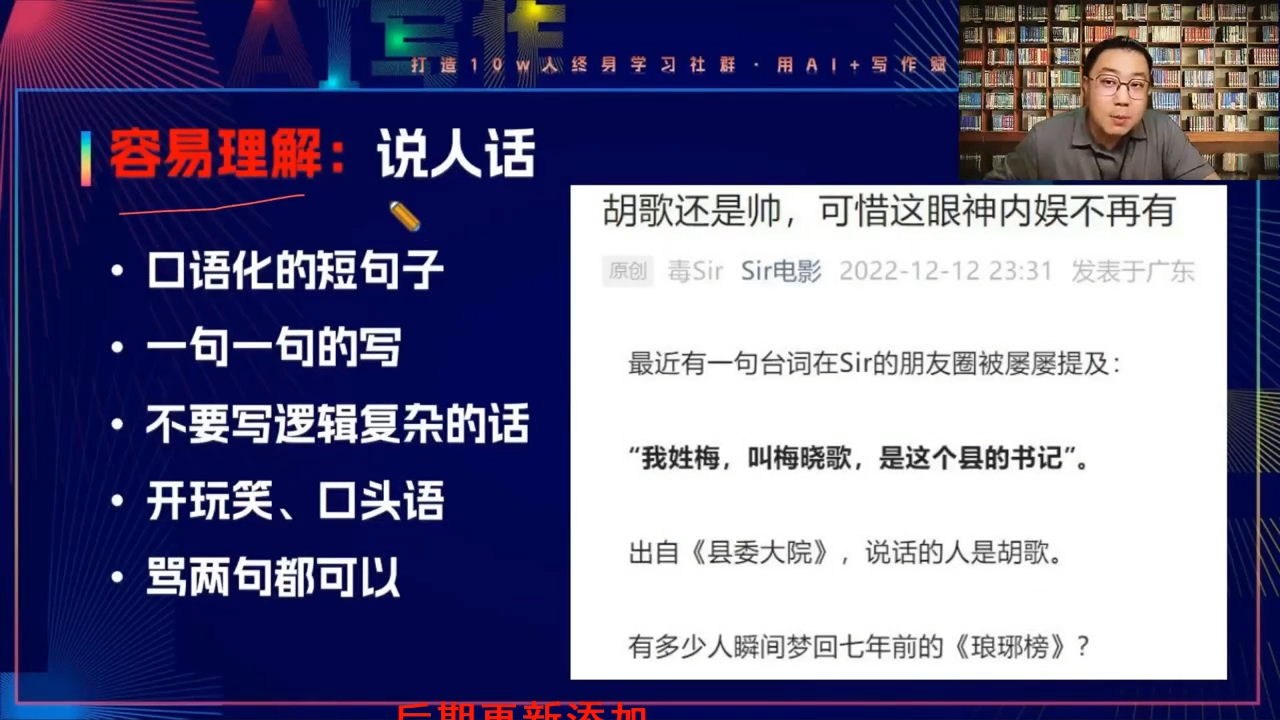 AI写作
打造10w人终身学习社群·用AI+写作赋
容易理解：说人话
• 口语化的短句子
• 一句一句的写
• 不要写逻辑复杂的话
• 开玩笑、口头语
• 骂两句都可以
胡歌还是帅，可惜这眼神内娱不再有
原创 毒Sir Sir电影 2022-12-12 23:31 发表于广东
最近有一句台词在Sir的朋友圈被屡屡提及：
“我姓梅，叫梅晓歌，是这个县的书记”。
出自《县委大院》，说话的人是胡歌。
有多少人瞬间梦回七年前的《琅琊榜》？
后期更新添加